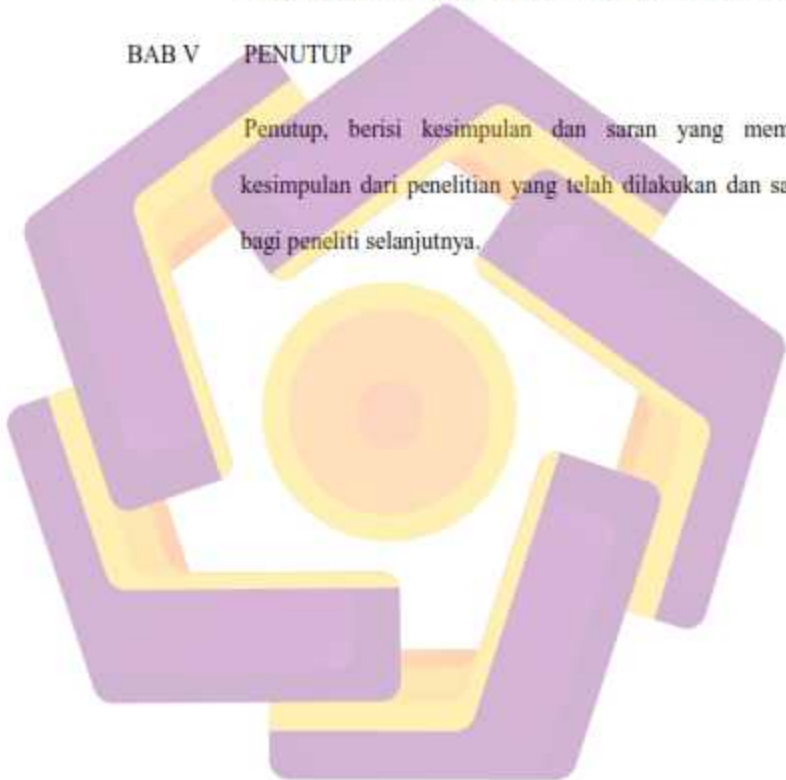 BAB V PENUTUP
Penutup, berisi kesimpulan dan saran yang
kesimpulan dari penelitian yang telah dilakukan dan
bagi peneliti selanjutnya.